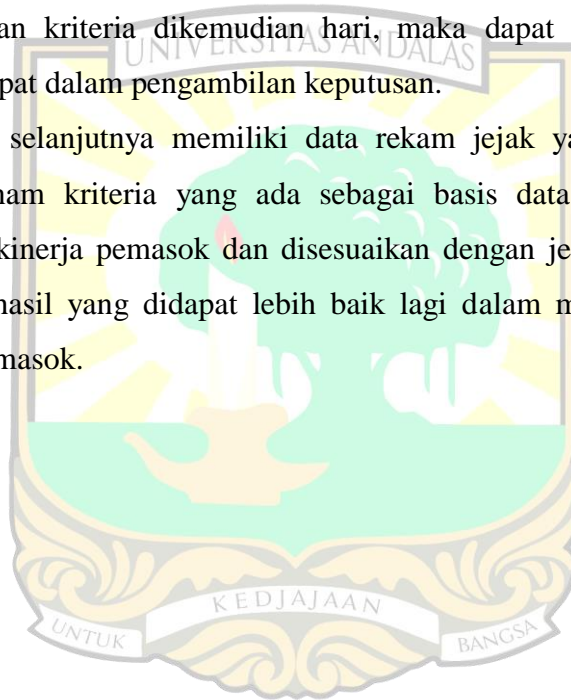 an kriteria dikemudian hari, maka dapat
UNIVERSITAS ANDALAS
pat dalam pengambilan keputusan.
selanjutnya memiliki data rekam jejak ya
nam kriteria yang ada sebagai basis data
kinerja pemasok dan disesuaikan dengan je
hasil yang didapat lebih baik lagi dalam m
masok.
KEDJAJAAN
UNTUK
BANGSA